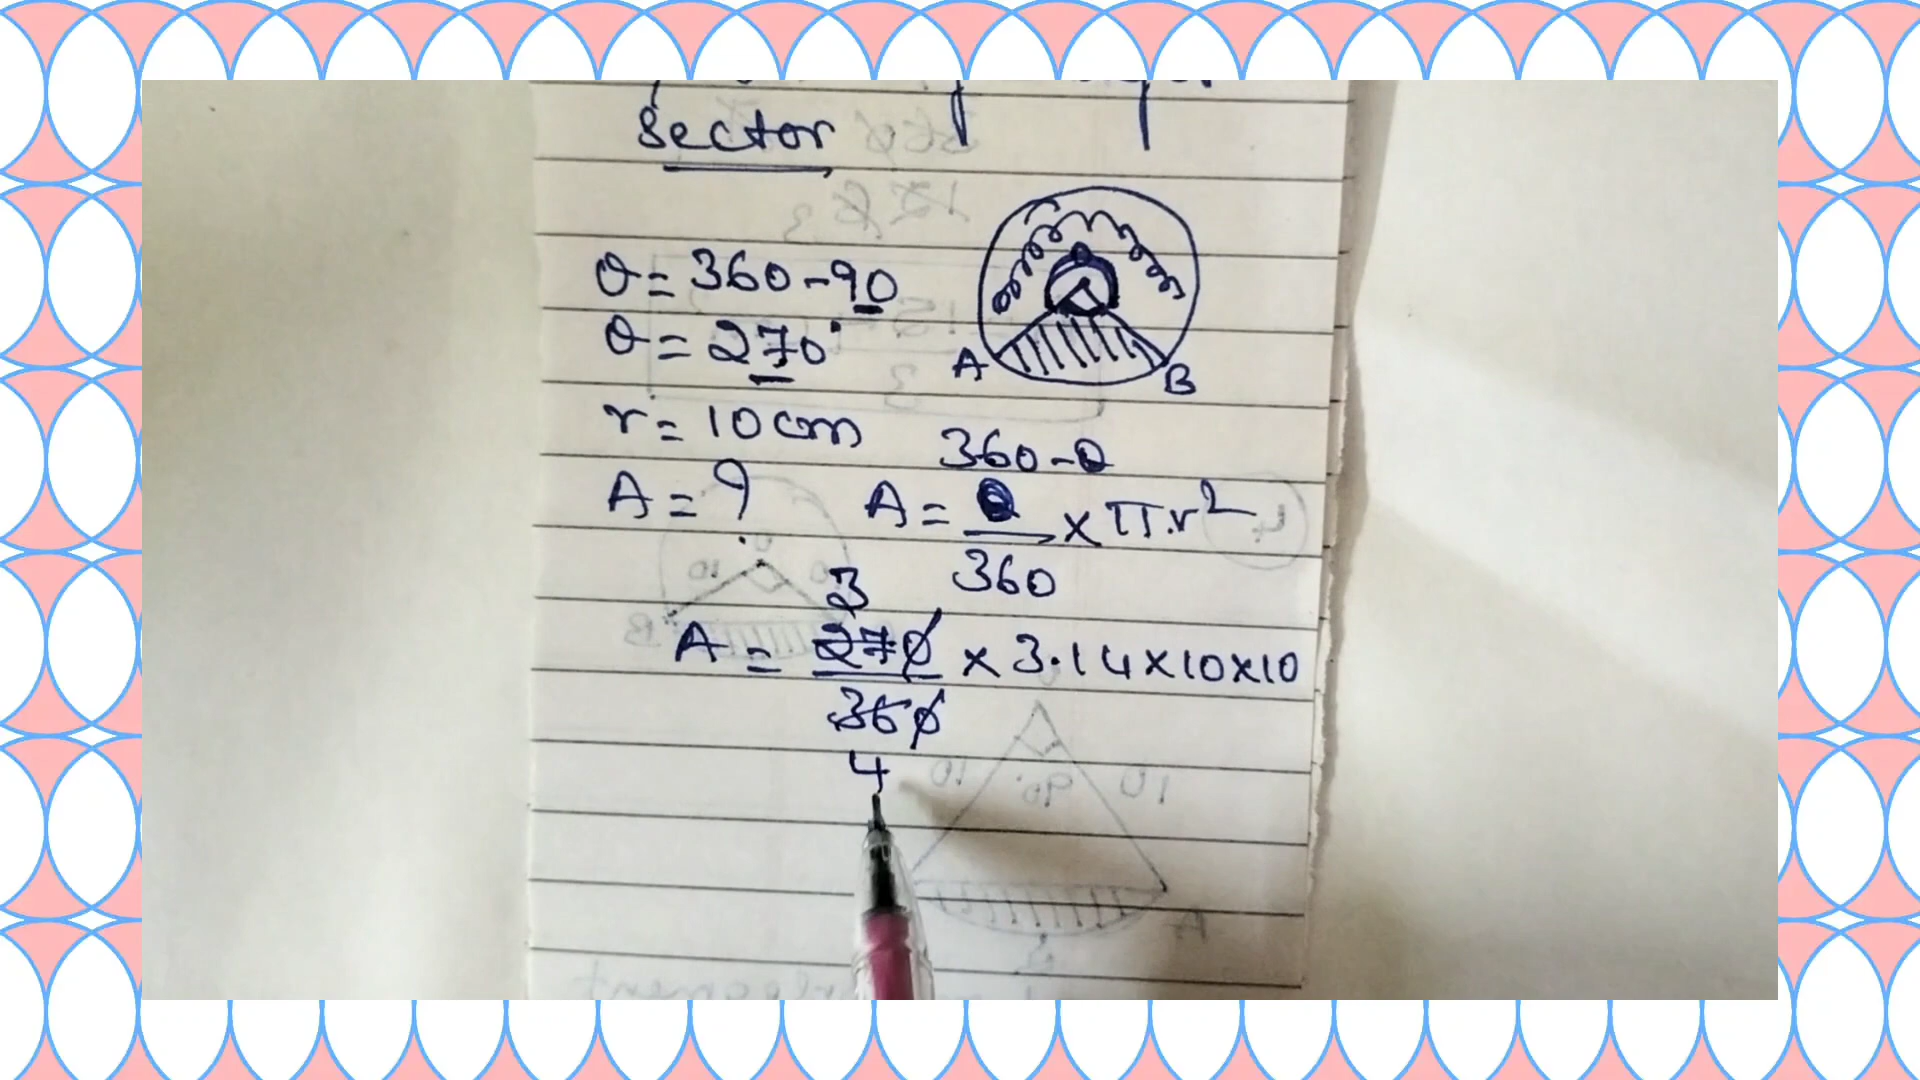 sector
θ = 360 - 90
θ = 270°
r = 10 cm
A B
360 - θ
A = ? A = θ/360 × π.r²
3
A = 270/360 × 3.14×10×10
4